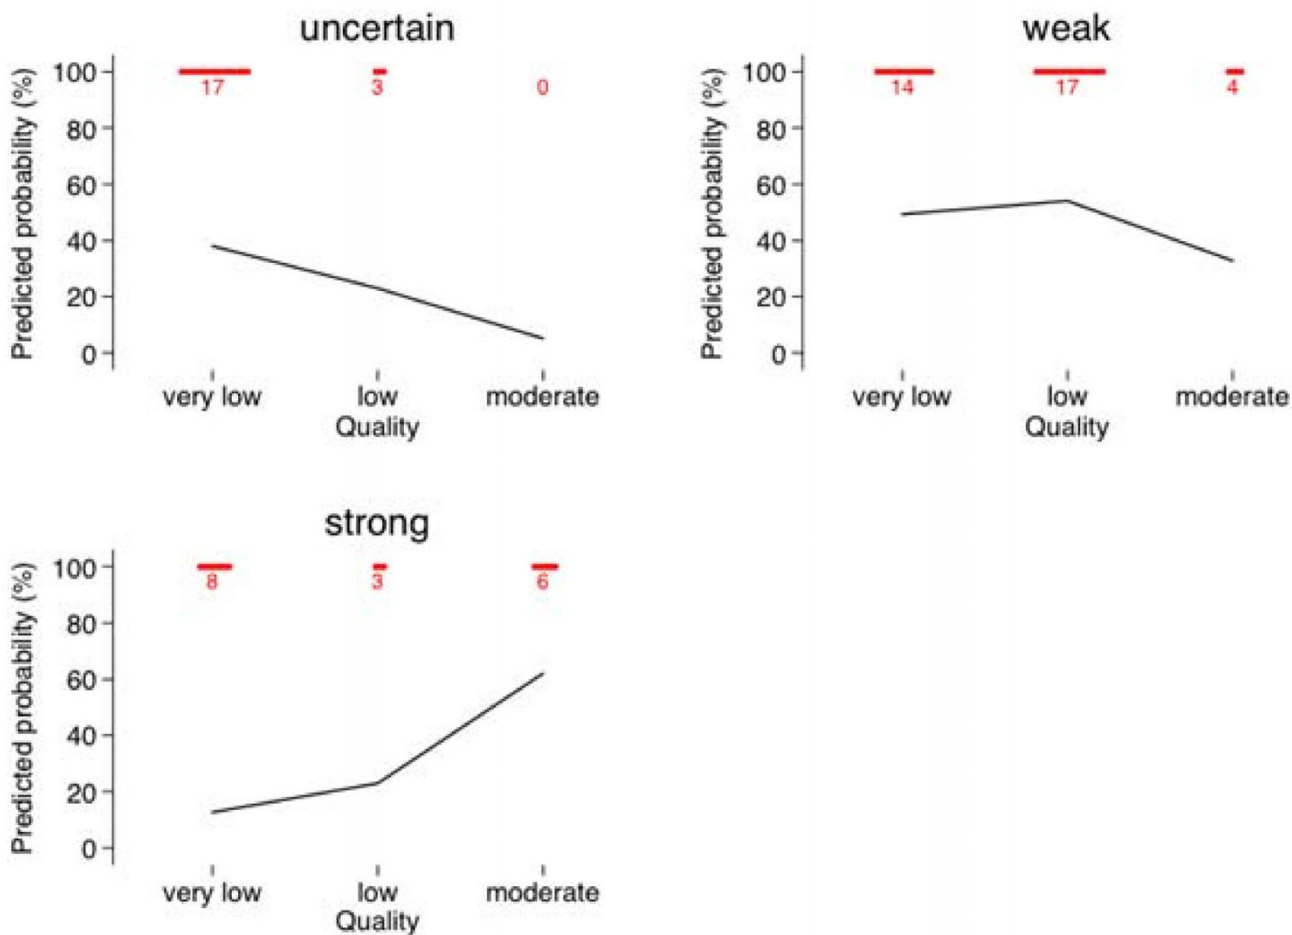 uncertain
Predicted probability (%)
100
80
60
40
20
0
17
3
0
very low
low
moderate
Quality
weak
Predicted probability (%)
100
80
60
40
20
0
14
17
4
very low
low
moderate
Quality
strong
Predicted probability (%)
100
80
60
40
20
0
8
3
6
very low
low
moderate
Quality